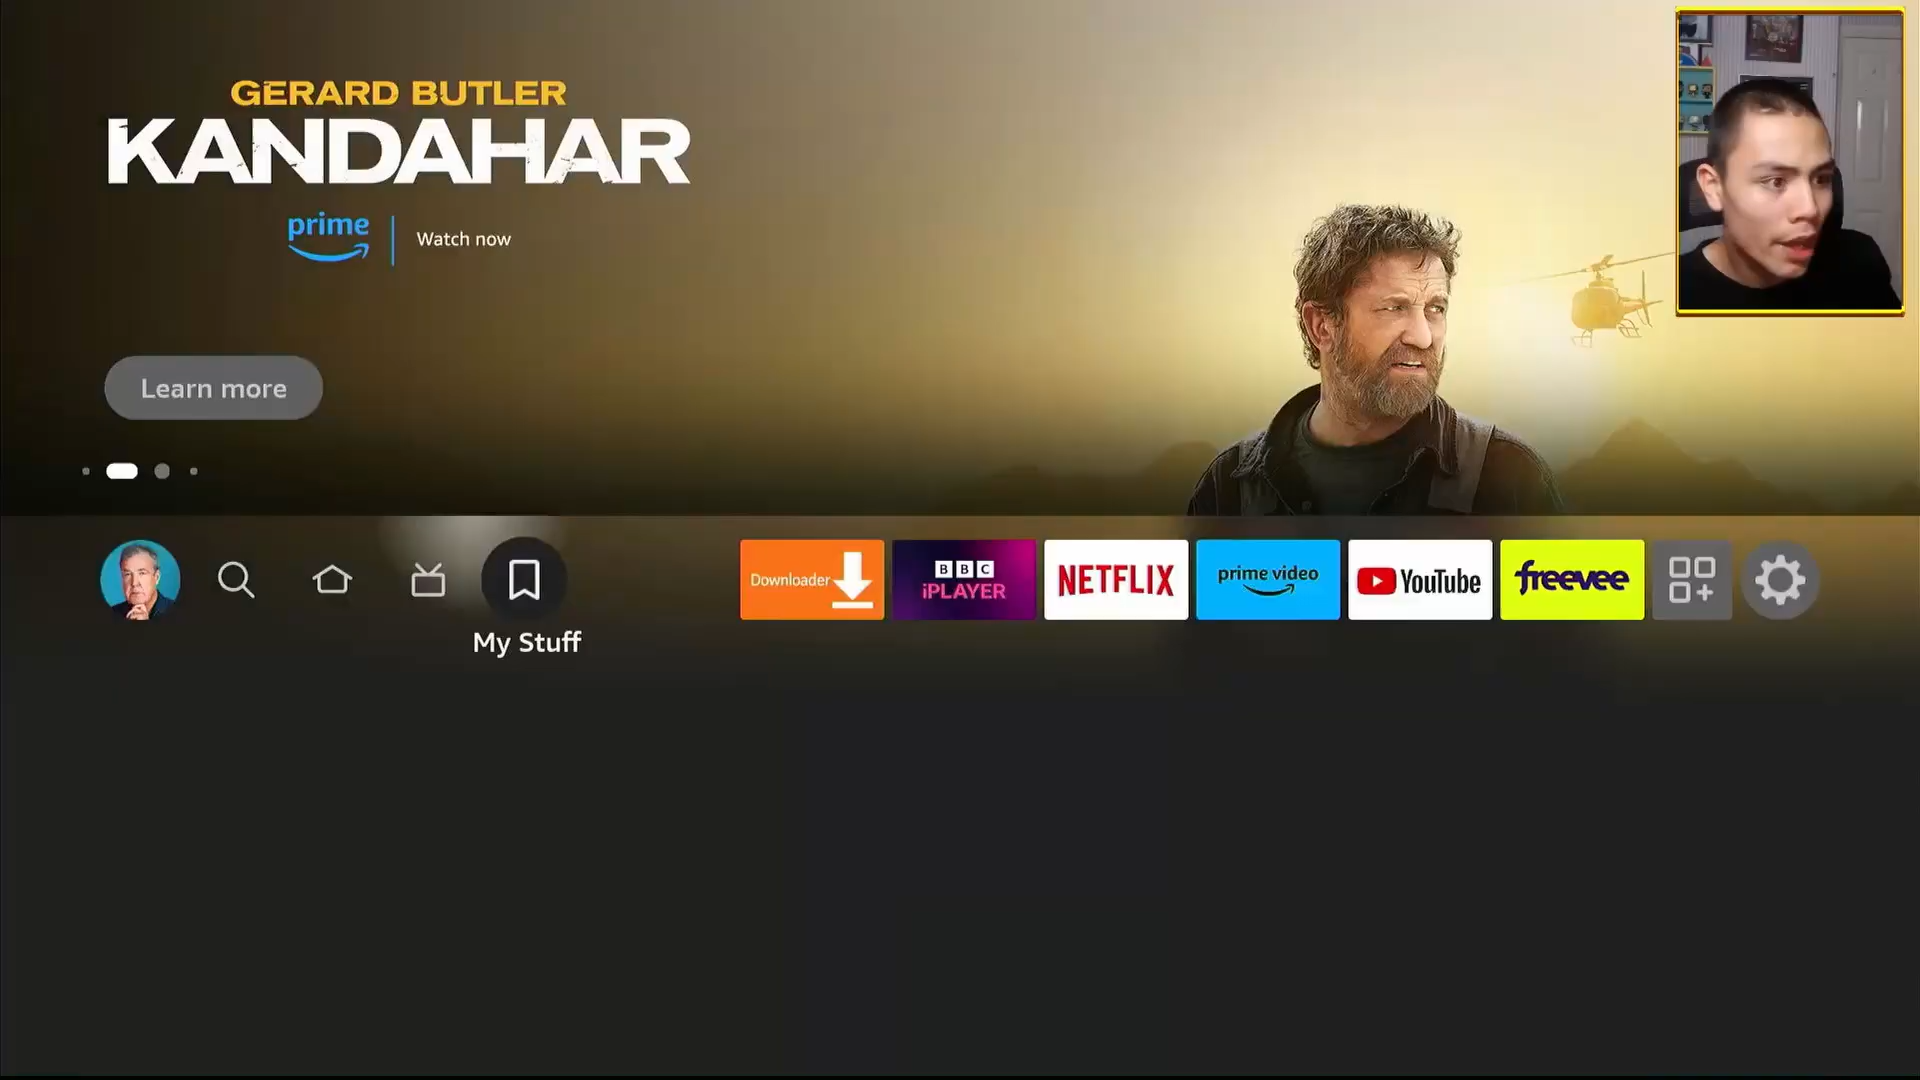 GERARD BUTLER
KANDAHAR
prime
Watch now
Learn more
Downloader
BBC
iPLAYER
NETFLIX
prime video
YouTube
freevee
My Stuff